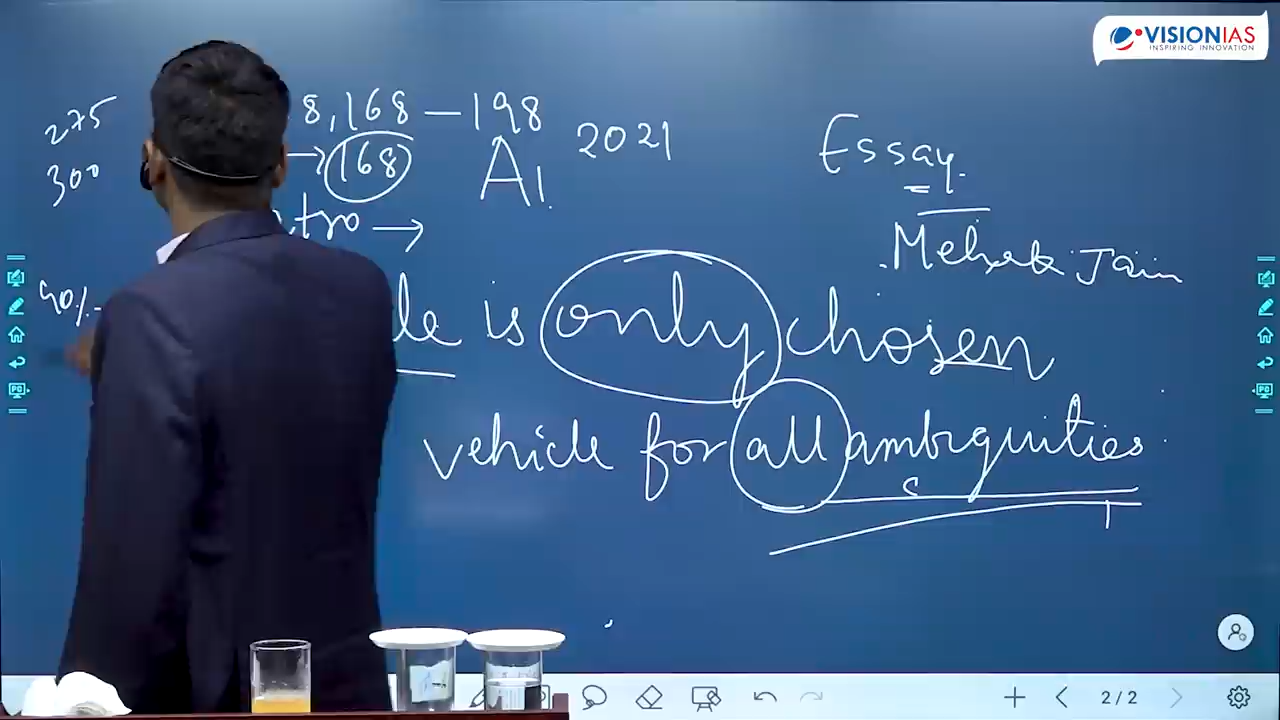 VISIONIAS
INSPIRING INNOVATION
275
300
8,168 — 198
→ 168
A1
2021
Essay
Mehak Jain
tro →
40%-
le is only chosen
vehicle for all ambiguities
2/2